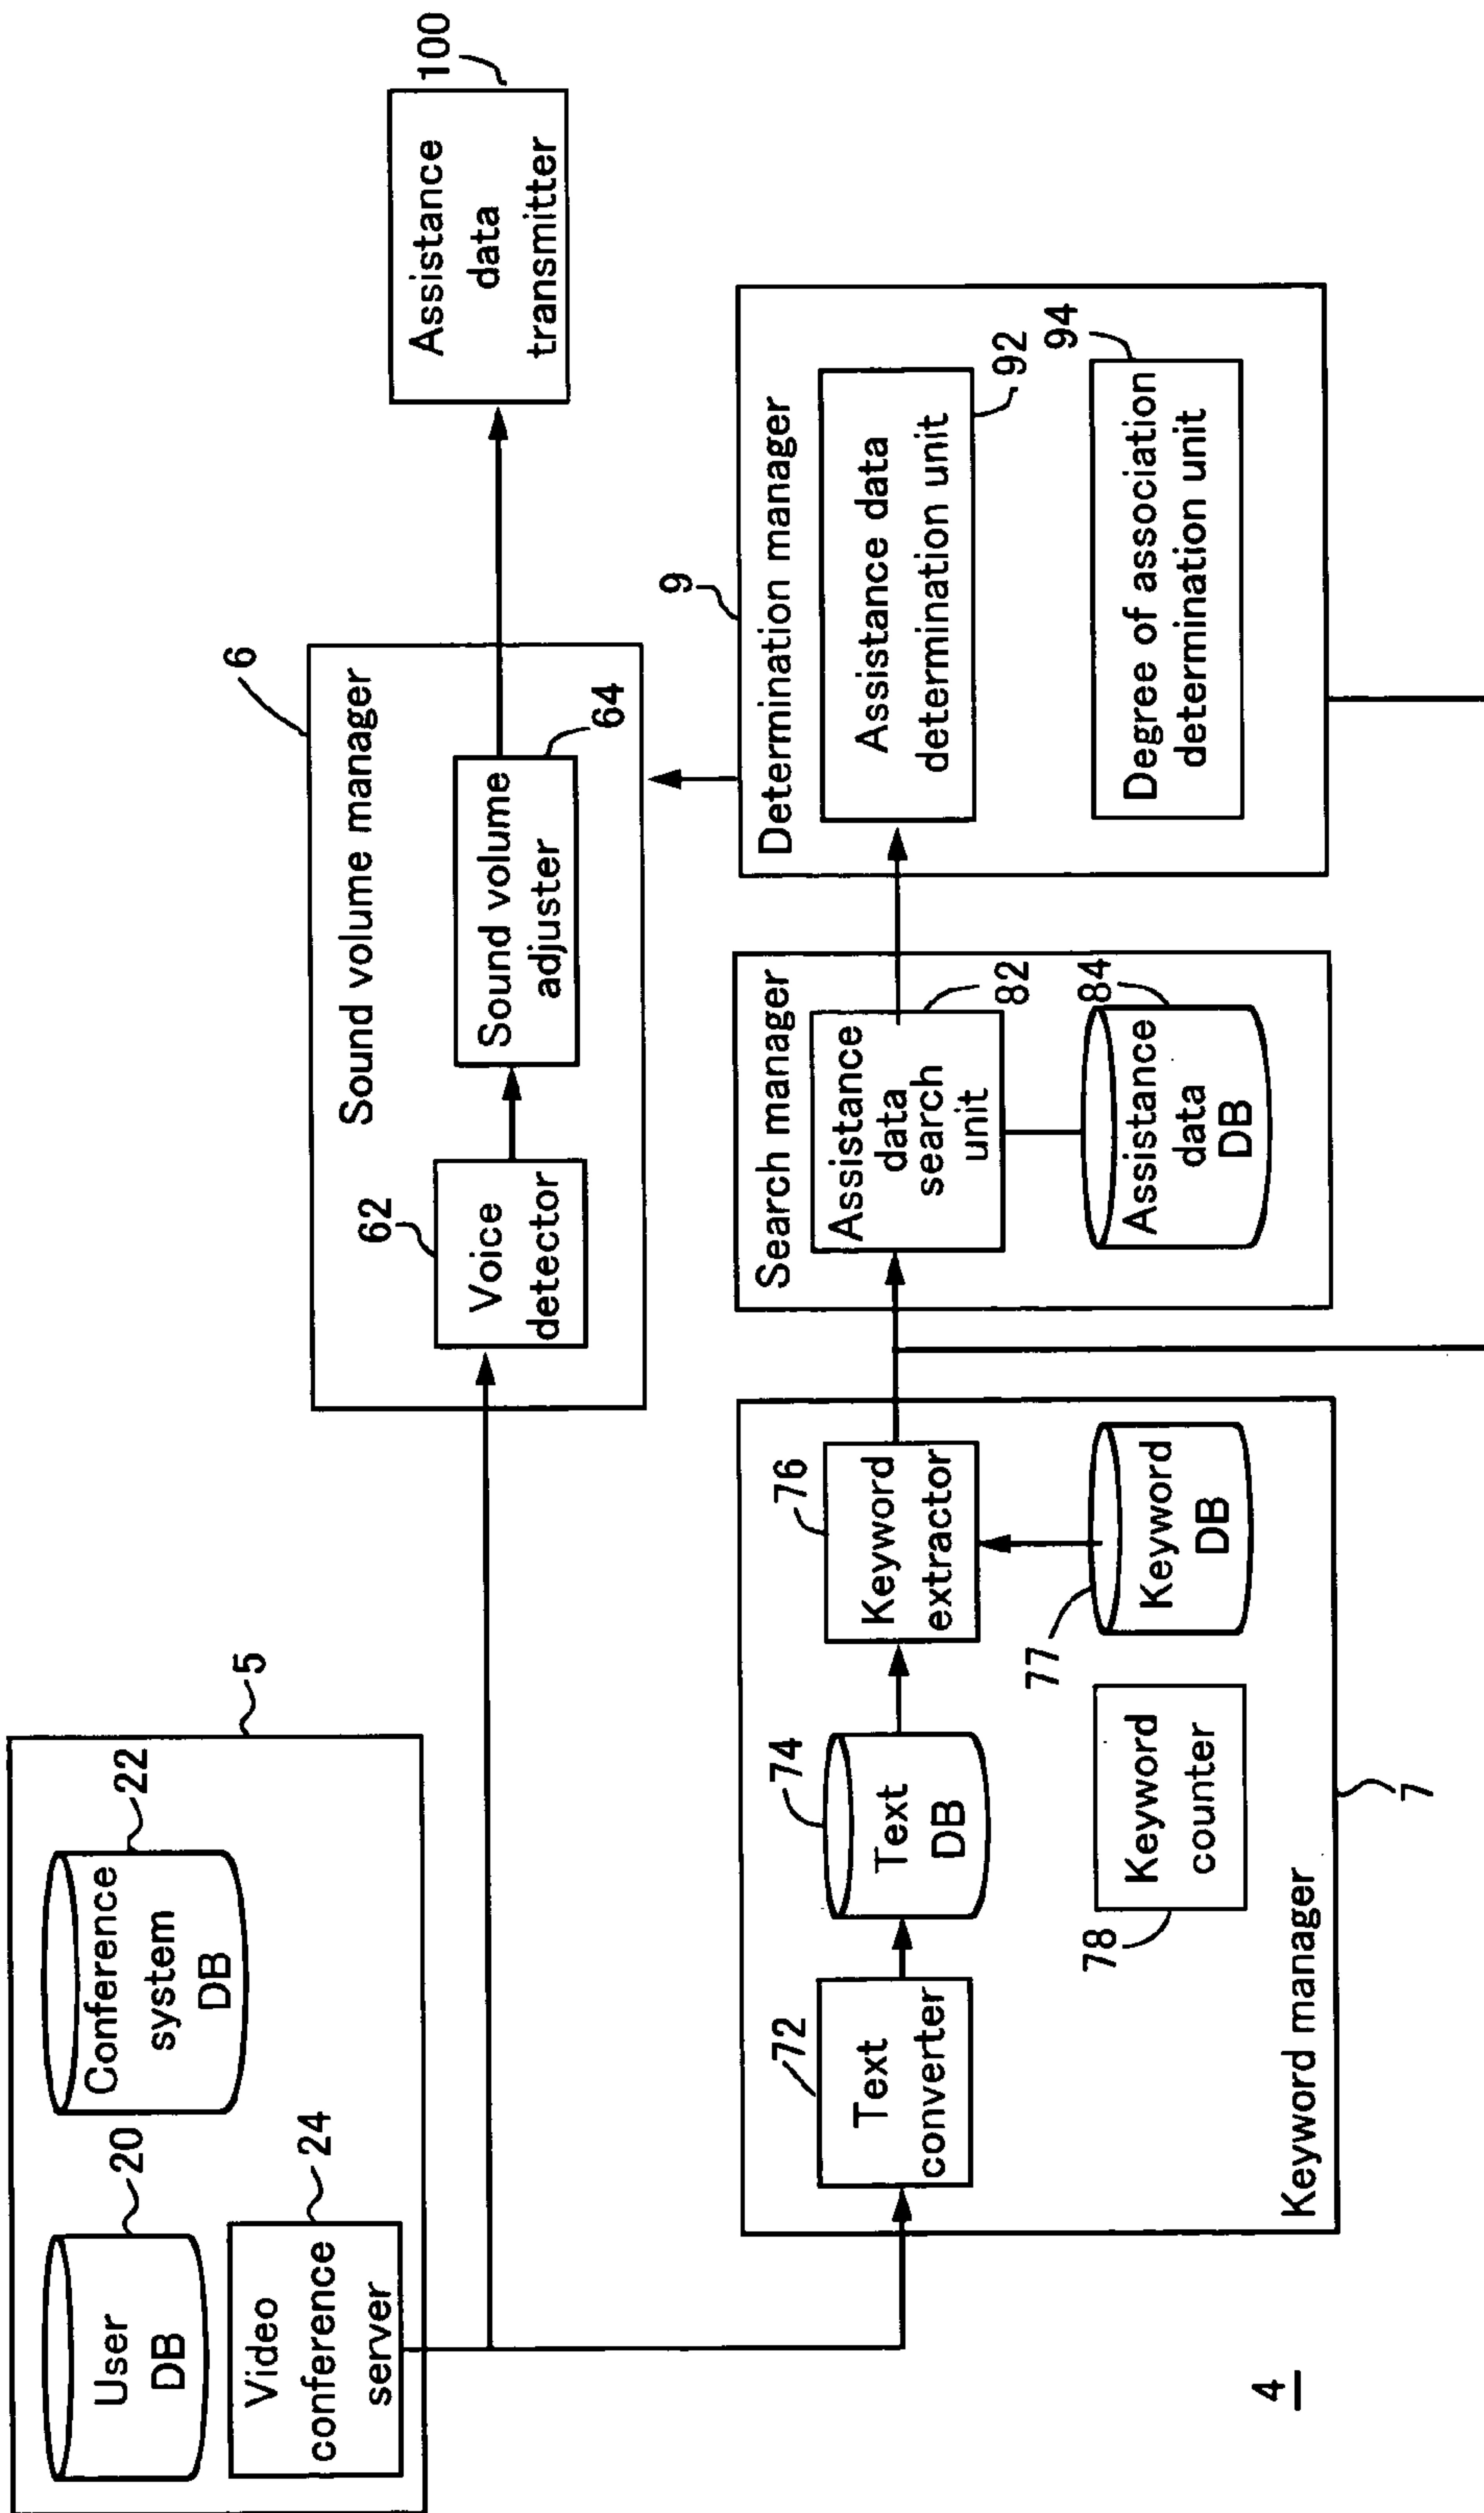 5
User
DB
20
Conference
system
DB
22
Video
conference
server
24
6
Sound volume manager
62
Voice
detector
Sound volume
adjuster
64
Assistance
data
transmitter
100
72
Text
converter
74
Text
DB
76
Keyword
extractor
77
Keyword
DB
78
Keyword
counter
Keyword manager
7
Search manager
Assistance
data
search
unit
82
84
Assistance
data
DB
9
Determination manager
Assistance data
determination unit
92
94
Degree of association
determination unit
4